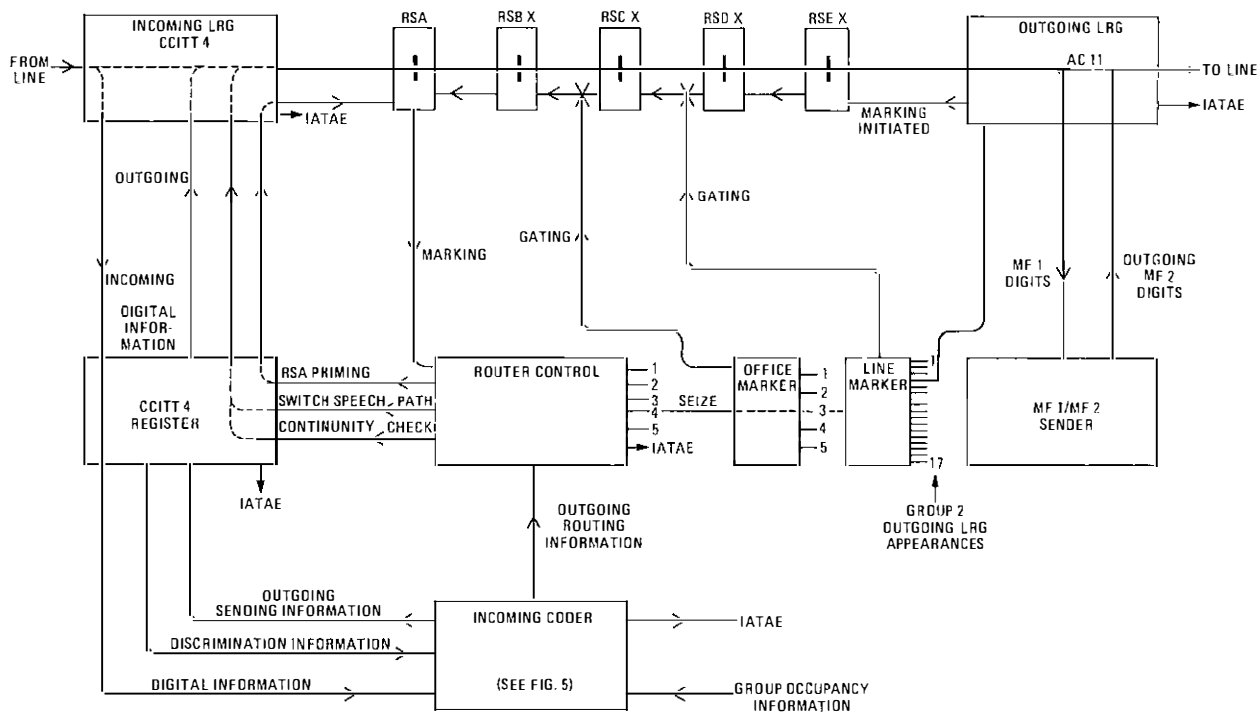 INCOMING LRG
CCITT 4
RSA
RSB X
RSC X
RSD X
RSE X
OUTGOING LRG
AC 11
FROM
LINE
TO LINE
IATAE
MARKING
INITIATED
IATAE
OUTGOING
GATING
GATING
MARKING
INCOMING
DIGITAL
INFOR-
MATION
MF 1
DIGITS
OUTGOING
MF 2
DIGITS
CCITT 4
REGISTER
RSA PRIMING
SWITCH SPEECH PATH
CONTINUITY CHECK
ROUTER CONTROL
1
2
3
4
5
IATAE
SEIZE
OFFICE
MARKER
1
2
3
4
5
LINE
MARKER
1
17
MF 1/MF 2
SENDER
IATAE
OUTGOING
ROUTING
INFORMATION
GROUP 2
OUTGOING LRG
APPEARANCES
OUTGOING
SENDING INFORMATION
DISCRIMINATION INFORMATION
DIGITAL INFORMATION
INCOMING CODER
(SEE FIG. 5)
IATAE
GROUP OCCUPANCY
INFORMATION